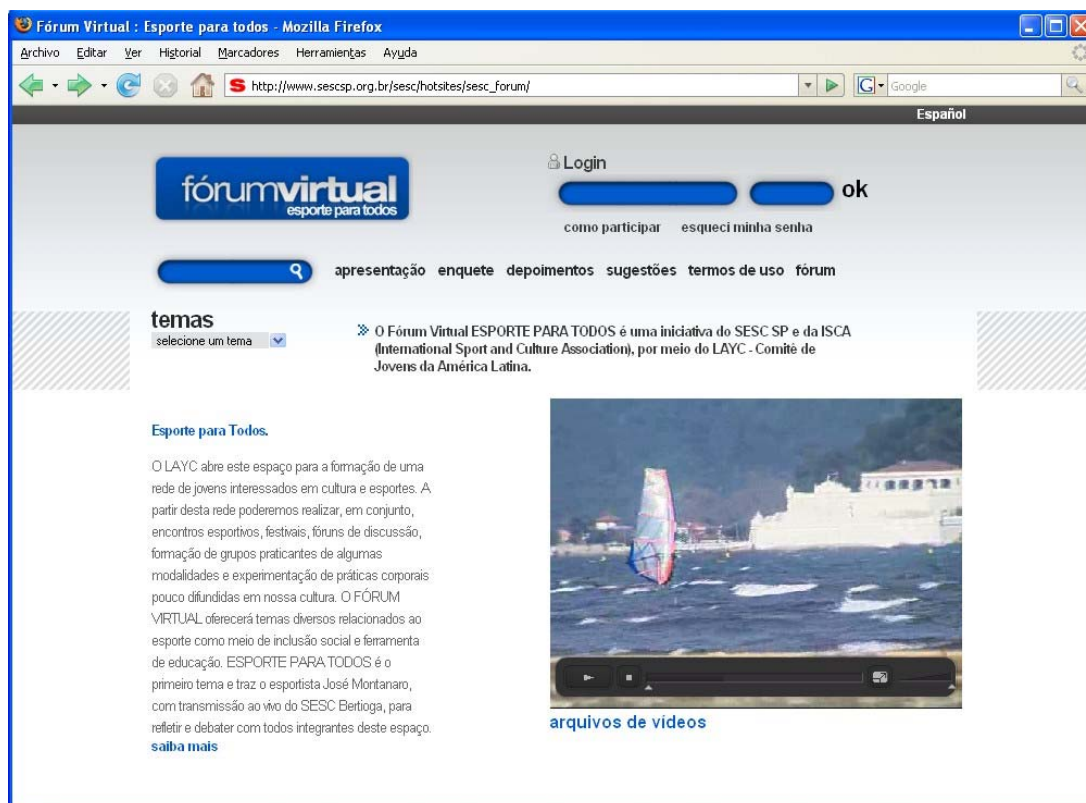 Fórum Virtual : Esporte para todos - Mozilla Firefox
Archivo Editar Ver Historial Marcadores Herramientas Ayuda
http://www.sescsp.org.br/sesc/hotsites/sesc_forum/
G Google
Español
fórumvirtual
esporte para todos
Login
ok
como participar esqueci minha senha
apresentação enquete depoimentos sugestões termos de uso fórum
temas
selecione um tema
O Fórum Virtual ESPORTE PARA TODOS é uma iniciativa do SESC SP e da ISCA
(International Sport and Culture Association), por meio do LAYC - Comitê de
Jovens da América Latina.
Esporte para Todos.
O LAYC abre este espaço para a formação de uma
rede de jovens interessados em cultura e esportes. A
partir desta rede poderemos realizar, em conjunto,
encontros esportivos, festivais, fóruns de discussão,
formação de grupos praticantes de algumas
modalidades e experimentação de práticas corporais
pouco difundidas em nossa cultura. O FÓRUM
VIRTUAL oferecerá temas diversos relacionados ao
esporte como meio de inclusão social e ferramenta
de educação. ESPORTE PARA TODOS é o
primeiro tema e traz o esportista José Montanaro,
com transmissão ao vivo do SESC Bertioga, para
refletir e debater com todos integrantes deste espaço.
saiba mais
arquivos de vídeos